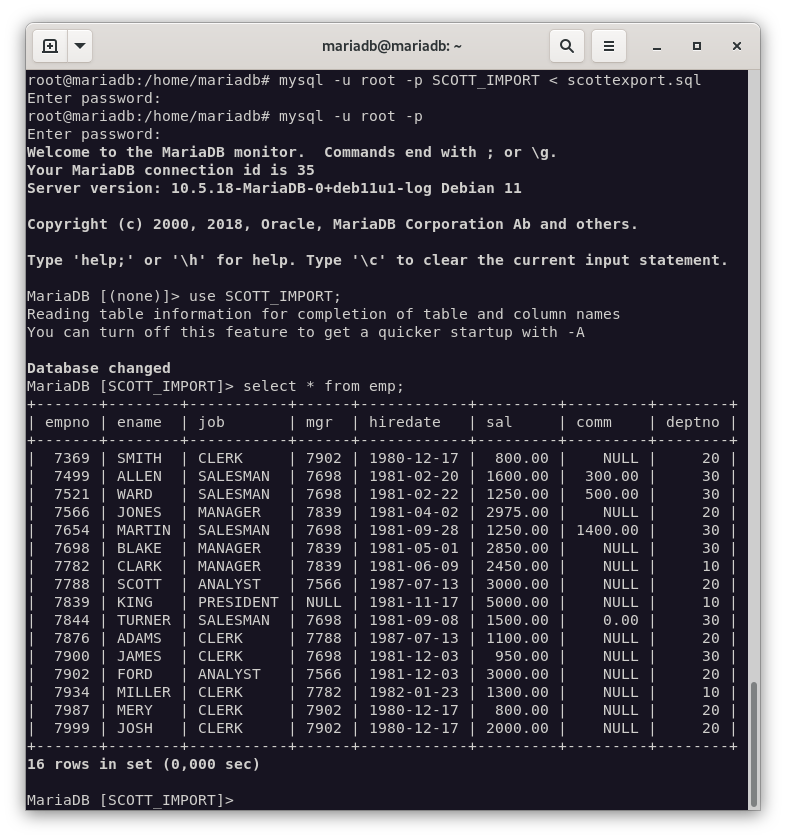 mariadb@mariadb: ~
root@mariadb:/home/mariadb# mysql -u root -p SCOTT_IMPORT < scottexport.sql
Enter password:
root@mariadb:/home/mariadb# mysql -u root -p
Enter password:
Welcome to the MariaDB monitor.  Commands end with ; or \g.
Your MariaDB connection id is 35
Server version: 10.5.18-MariaDB-0+deb11u1-log Debian 11

Copyright (c) 2000, 2018, Oracle, MariaDB Corporation Ab and others.

Type 'help;' or '\h' for help. Type '\c' to clear the current input statement.

MariaDB [(none)]> use SCOTT_IMPORT;
Reading table information for completion of table and column names
You can turn off this feature to get a quicker startup with -A

Database changed
MariaDB [SCOTT_IMPORT]> select * from emp;
+-------+--------+-----------+------+------------+---------+---------+--------+
| empno | ename  | job       | mgr  | hiredate   | sal     | comm    | deptno |
+-------+--------+-----------+------+------------+---------+---------+--------+
|  7369 | SMITH  | CLERK     | 7902 | 1980-12-17 |  800.00 |    NULL |     20 |
|  7499 | ALLEN  | SALESMAN  | 7698 | 1981-02-20 | 1600.00 |  300.00 |     30 |
|  7521 | WARD   | SALESMAN  | 7698 | 1981-02-22 | 1250.00 |  500.00 |     30 |
|  7566 | JONES  | MANAGER   | 7839 | 1981-04-02 | 2975.00 |    NULL |     20 |
|  7654 | MARTIN | SALESMAN  | 7698 | 1981-09-28 | 1250.00 | 1400.00 |     30 |
|  7698 | BLAKE  | MANAGER   | 7839 | 1981-05-01 | 2850.00 |    NULL |     30 |
|  7782 | CLARK  | MANAGER   | 7839 | 1981-06-09 | 2450.00 |    NULL |     10 |
|  7788 | SCOTT  | ANALYST   | 7566 | 1987-07-13 | 3000.00 |    NULL |     20 |
|  7839 | KING   | PRESIDENT | NULL | 1981-11-17 | 5000.00 |    NULL |     10 |
|  7844 | TURNER | SALESMAN  | 7698 | 1981-09-08 | 1500.00 |    0.00 |     30 |
|  7876 | ADAMS  | CLERK     | 7788 | 1987-07-13 | 1100.00 |    NULL |     20 |
|  7900 | JAMES  | CLERK     | 7698 | 1981-12-03 |  950.00 |    NULL |     30 |
|  7902 | FORD   | ANALYST   | 7566 | 1981-12-03 | 3000.00 |    NULL |     20 |
|  7934 | MILLER | CLERK     | 7782 | 1982-01-23 | 1300.00 |    NULL |     10 |
|  7987 | MERY   | CLERK     | 7902 | 1980-12-17 |  800.00 |    NULL |     20 |
|  7999 | JOSH   | CLERK     | 7902 | 1980-12-17 | 2000.00 |    NULL |     20 |
+-------+--------+-----------+------+------------+---------+---------+--------+
16 rows in set (0,000 sec)

MariaDB [SCOTT_IMPORT]>